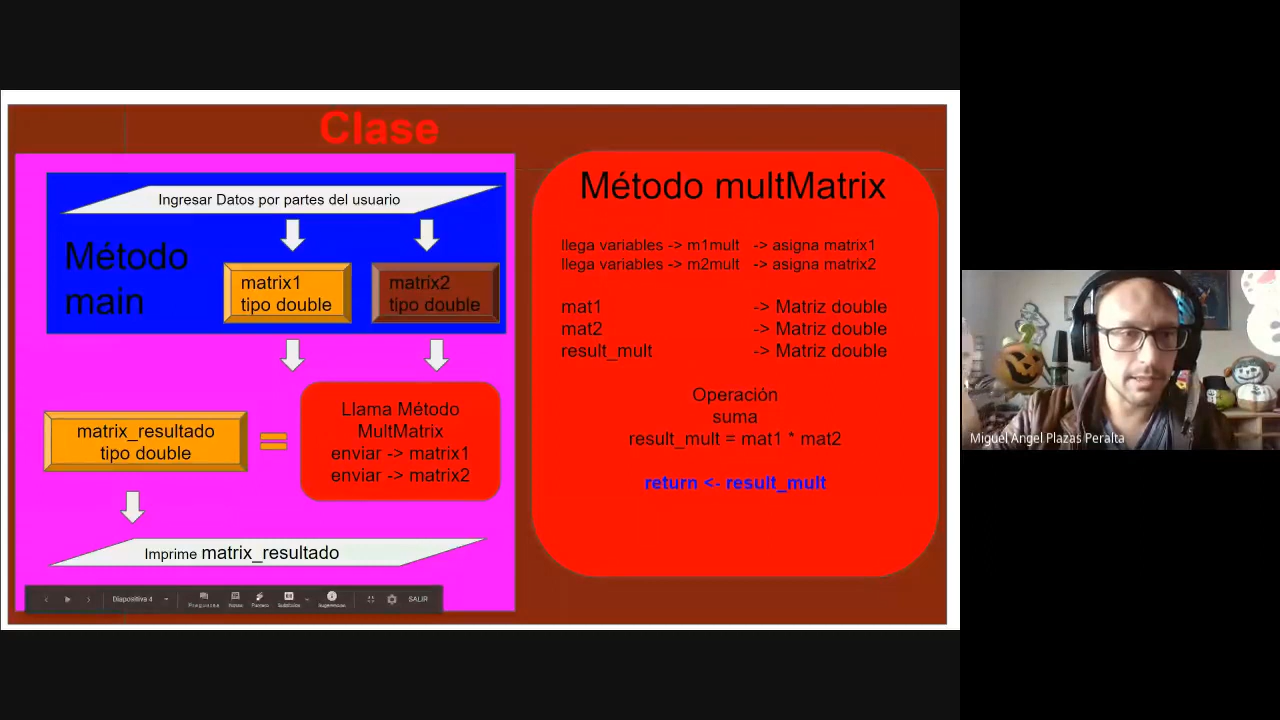 Clase
Ingresar Datos por partes del usuario
Método
main
matrix1
tipo double
matrix2
tipo double
matrix_resultado
tipo double
Llama Método
MultMatrix
enviar -> matrix1
enviar -> matrix2
Imprime matrix_resultado
Diapositiva 4
SALIR
Método multMatrix
llega variables -> m1mult -> asigna matrix1
llega variables -> m2mult -> asigna matrix2
mat1 -> Matriz double
mat2 -> Matriz double
result_mult -> Matriz double
Operación
suma
result_mult = mat1 * mat2
return <- result_mult
Miguel Angel Plazas Peralta